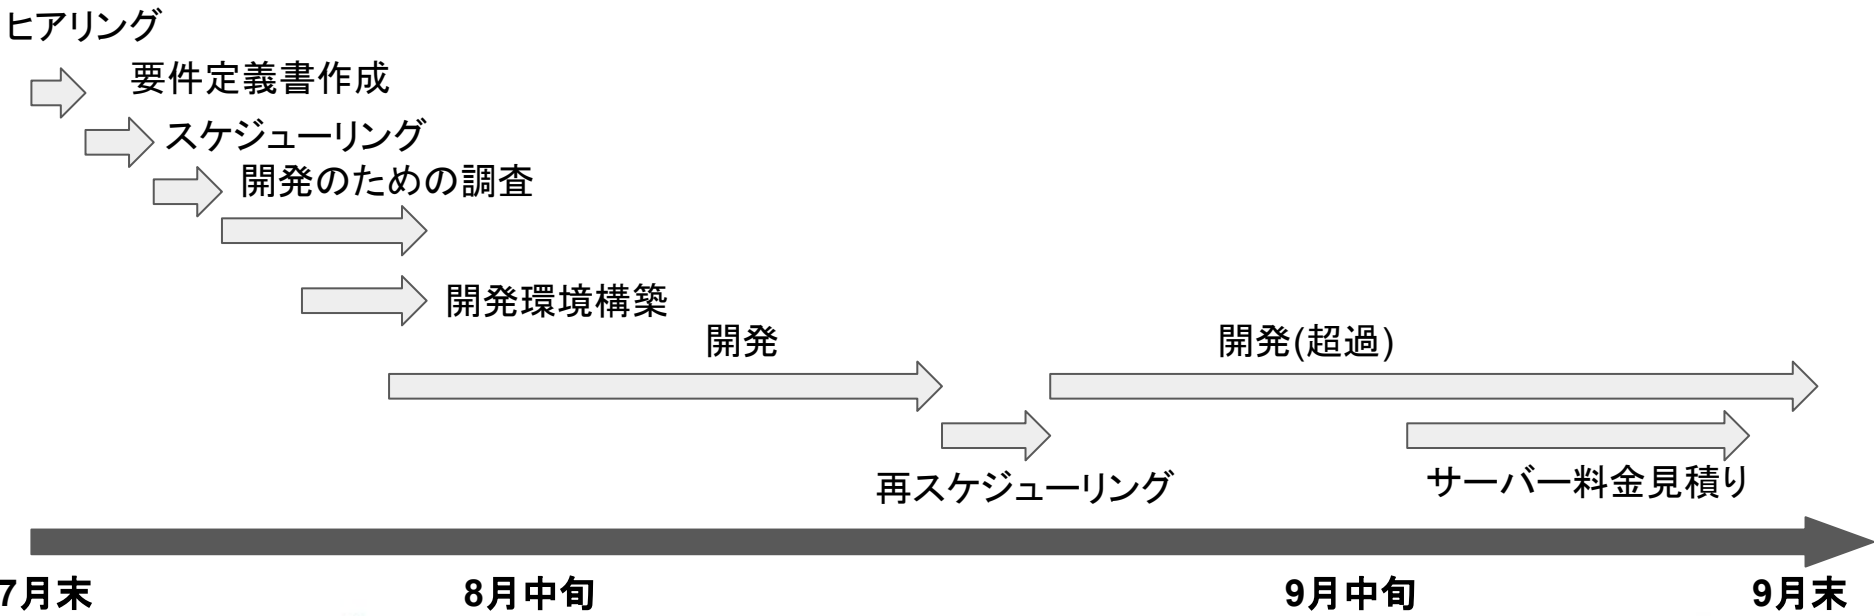 ヒアリング
要件定義書作成
スケジューリング
開発のための調査
開発環境構築
開発
開発(超過)
再スケジューリング
サーバー料金見積り
7月末
8月中旬
9月中旬
9月末